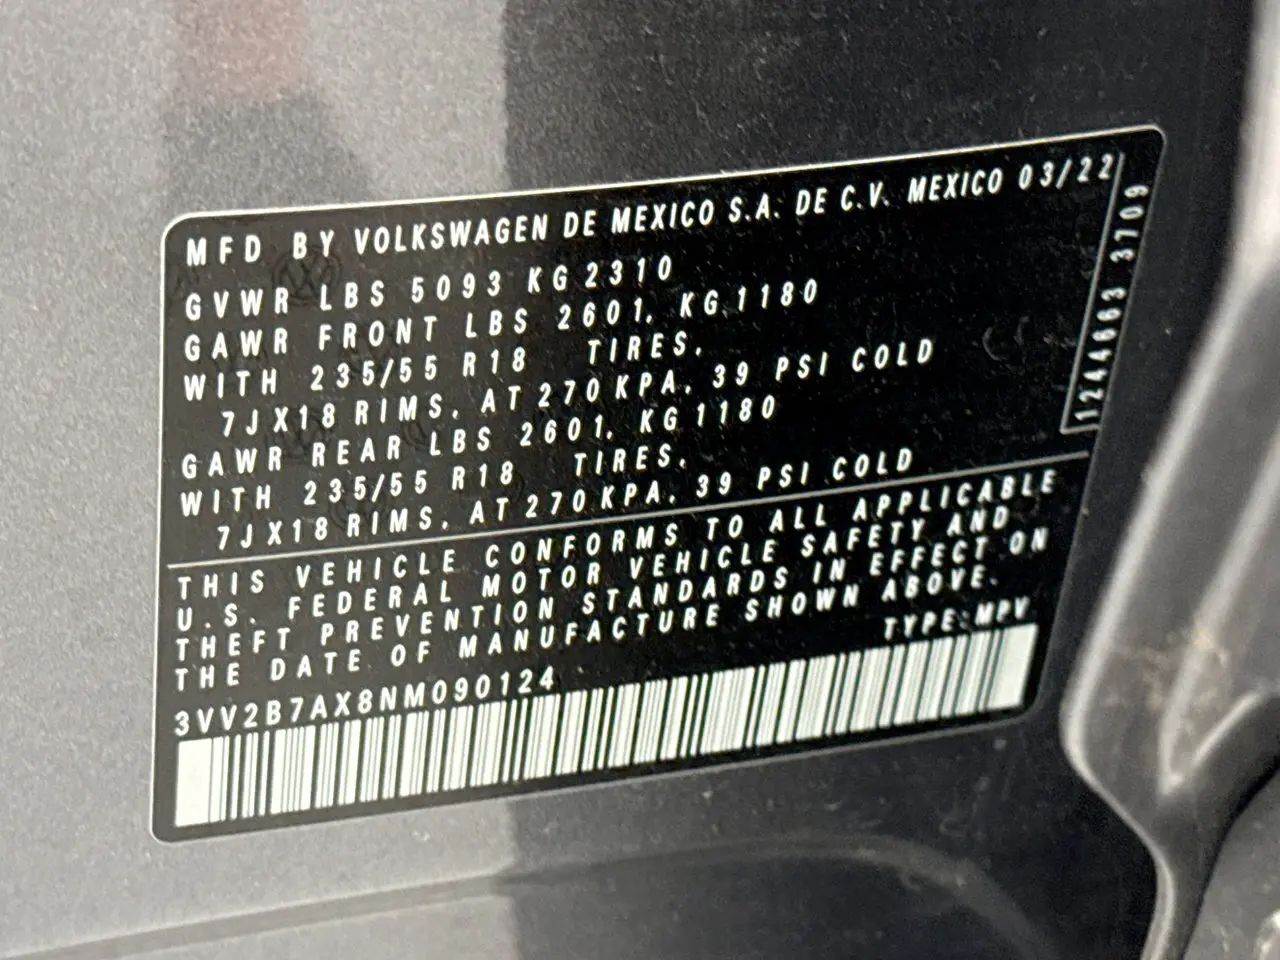 MFD BY VOLKSWAGEN DE MEXICO S.A. DE C.V. MEXICO 03/22
GVWR LBS 5093 KG 2310
GAWR FRONT LBS 2601, KG 1180
WITH 235/55 R18 TIRES,
7JX18 RIMS, AT 270 KPA, 39 PSI COLD
GAWR REAR LBS 2601, KG 1180
WITH 235/55 R18 TIRES,
7JX18 RIMS, AT 270 KPA, 39 PSI COLD
1244663 3709
THIS VEHICLE CONFORMS TO ALL APPLICABLE
U.S. FEDERAL MOTOR VEHICLE SAFETY AND
THEFT PREVENTION STANDARDS IN EFFECT ON
THE DATE OF MANUFACTURE SHOWN ABOVE.
TYPE:MPV
3VV2B7AX8NM090124